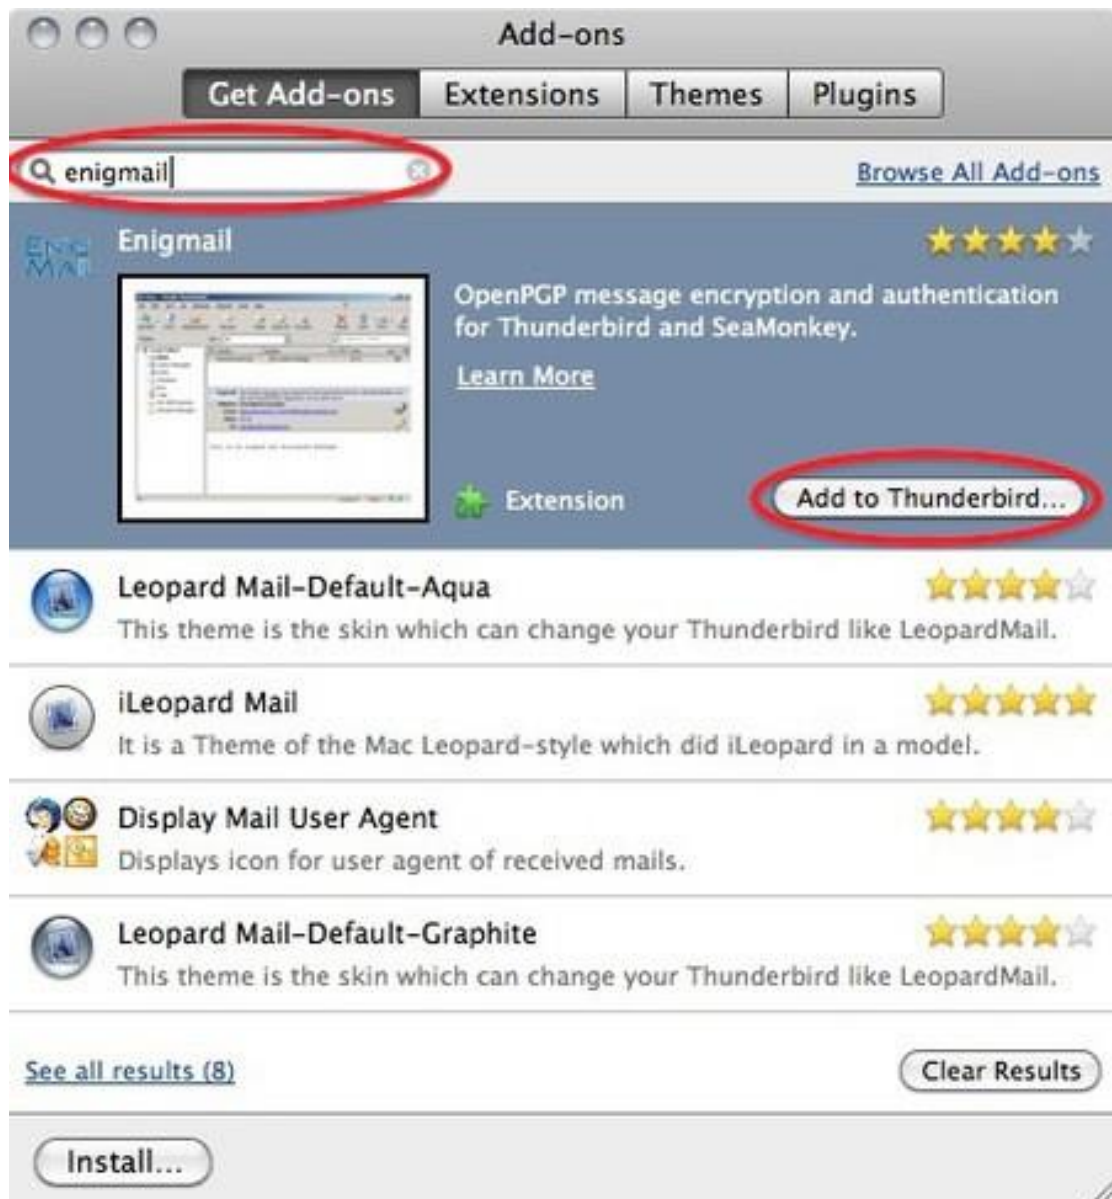 Add-ons
Get Add-ons Extensions Themes Plugins
enigmail Browse All Add-ons
ENIG
MAIL
Enigmail
OpenPGP message encryption and authentication
for Thunderbird and SeaMonkey.
Learn More
Extension Add to Thunderbird...
Leopard Mail-Default-Aqua
This theme is the skin which can change your Thunderbird like LeopardMail.
iLeopard Mail
It is a Theme of the Mac Leopard-style which did iLeopard in a model.
Display Mail User Agent
Displays icon for user agent of received mails.
Leopard Mail-Default-Graphite
This theme is the skin which can change your Thunderbird like LeopardMail.
See all results (8) Clear Results
Install...